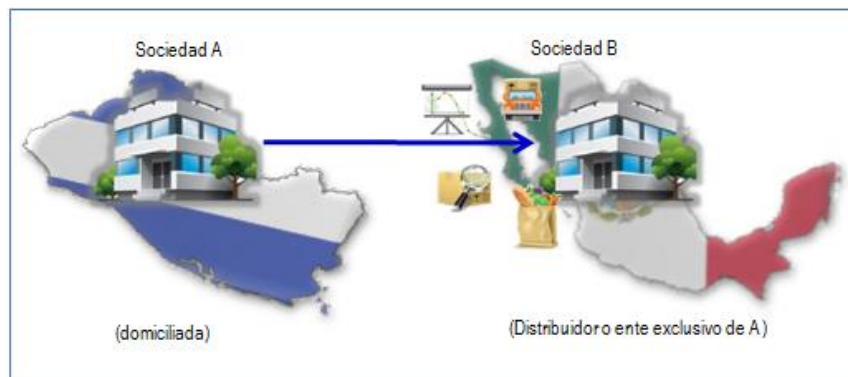 Sociedad A
Sociedad B
(domiciliada)
(Distribuidor o ente exclusivo de A)